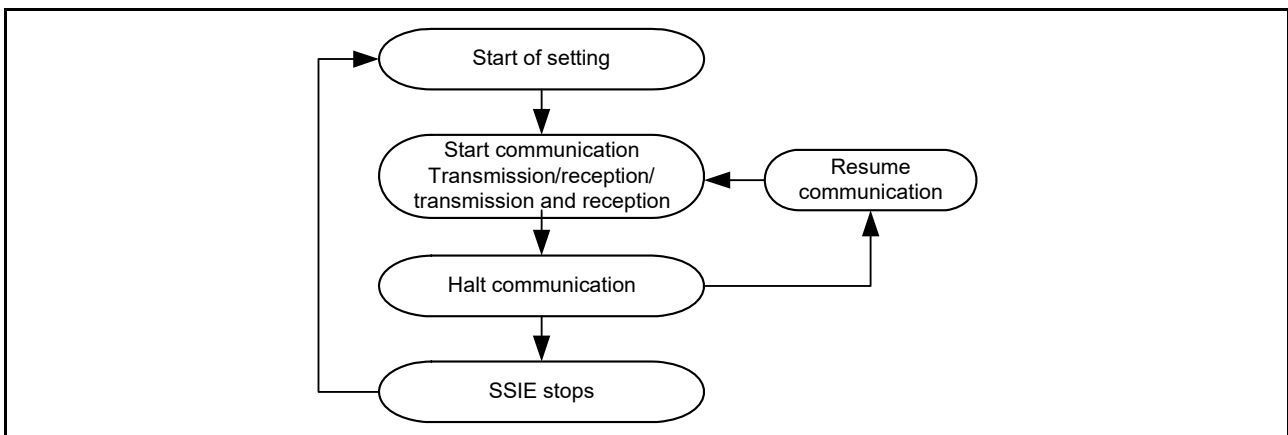 Start of setting
Start communication
Transmission/reception/
transmission and reception
Resume
communication
Halt communication
SSIE stops